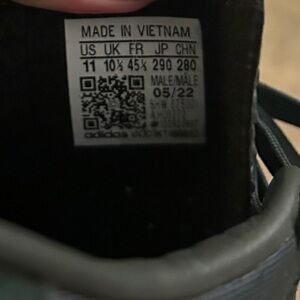 MADE IN VIETNAM
US UK FR JP CHN
11 10½ 45⅓ 290 280
MALE/MÂLE
05/22
adidas